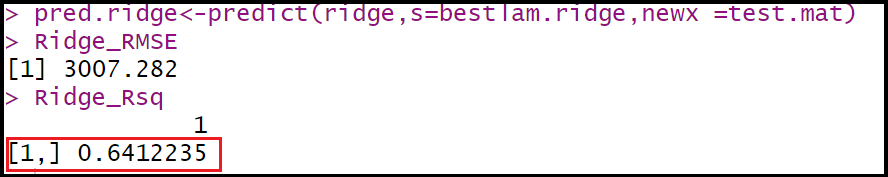 > pred.ridge<-predict(ridge,s=bestlam.ridge,newx =test.mat)
> Ridge_RMSE
[1] 3007.282
> Ridge_Rsq
1
[1,] 0.6412235